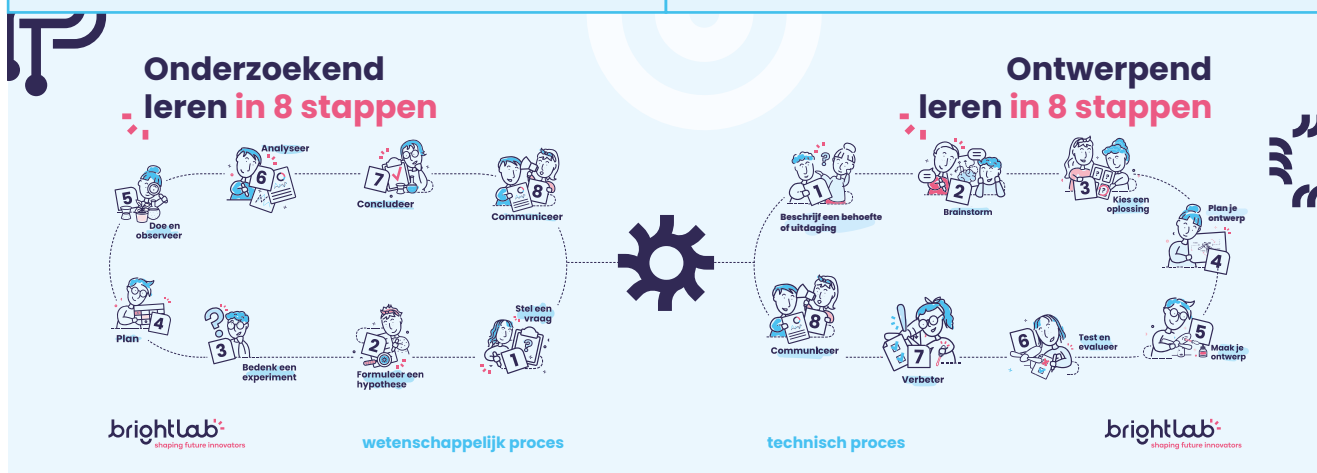 Onderzoekend
leren in 8 stappen
5
Doe en
observeer
6
Analyseer
7
Concludeer
8
Communiceer
4
Plan
3
Bedenk een
experiment
2
Formuleer een
hypothese
Stel een
vraag
1
brightlab
shaping future innovators
wetenschappelijk proces
Ontwerpend
leren in 8 stappen
1
Beschrijf een behoefte
of uitdaging
2
Brainstorm
3
Kies een
oplossing
Plan je
ontwerp
4
8
Communiceer
7
Verbeter
6
Test en
evalueer
5
Maak je
ontwerp
technisch proces
brightlab
shaping future innovators